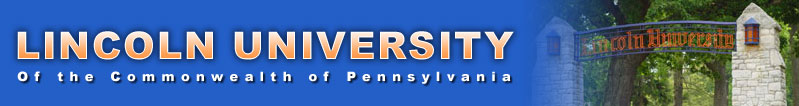 LINCOLN UNIVERSITY
Of the Commonwealth of Pennsylvania
Lincoln University